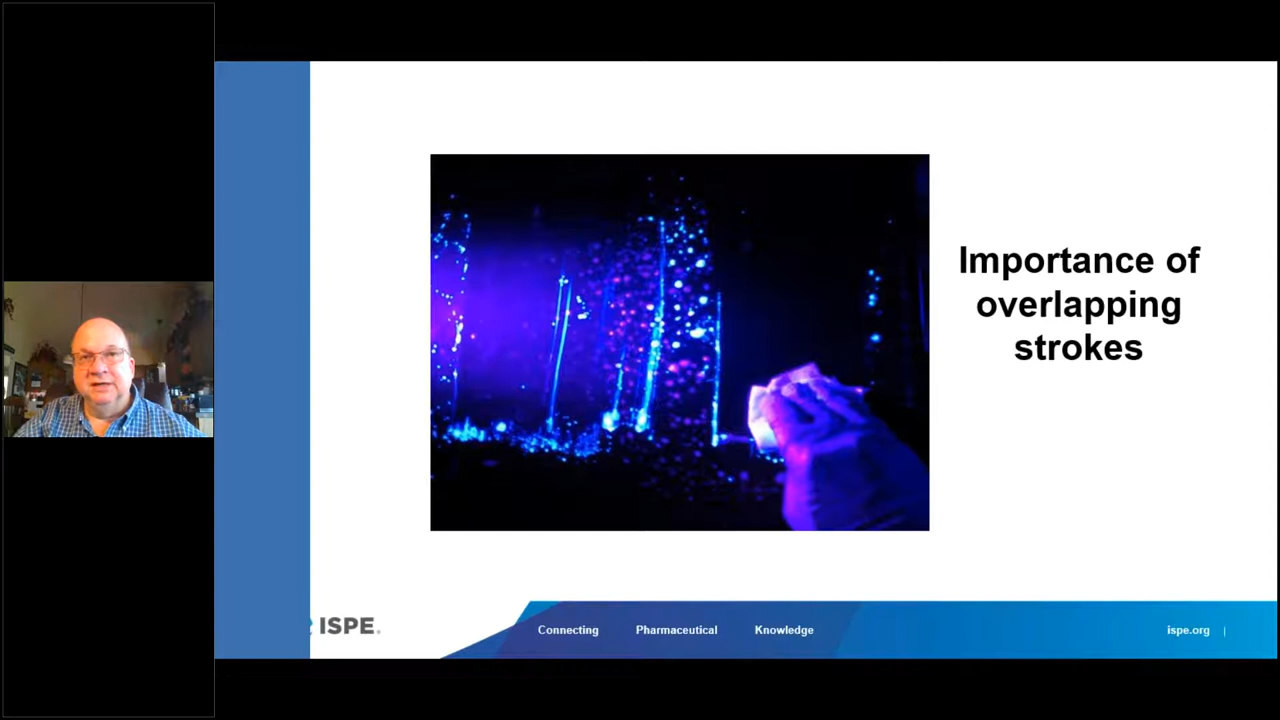 Importance of
overlapping
strokes
ISPE.
Connecting Pharmaceutical Knowledge
ispe.org |